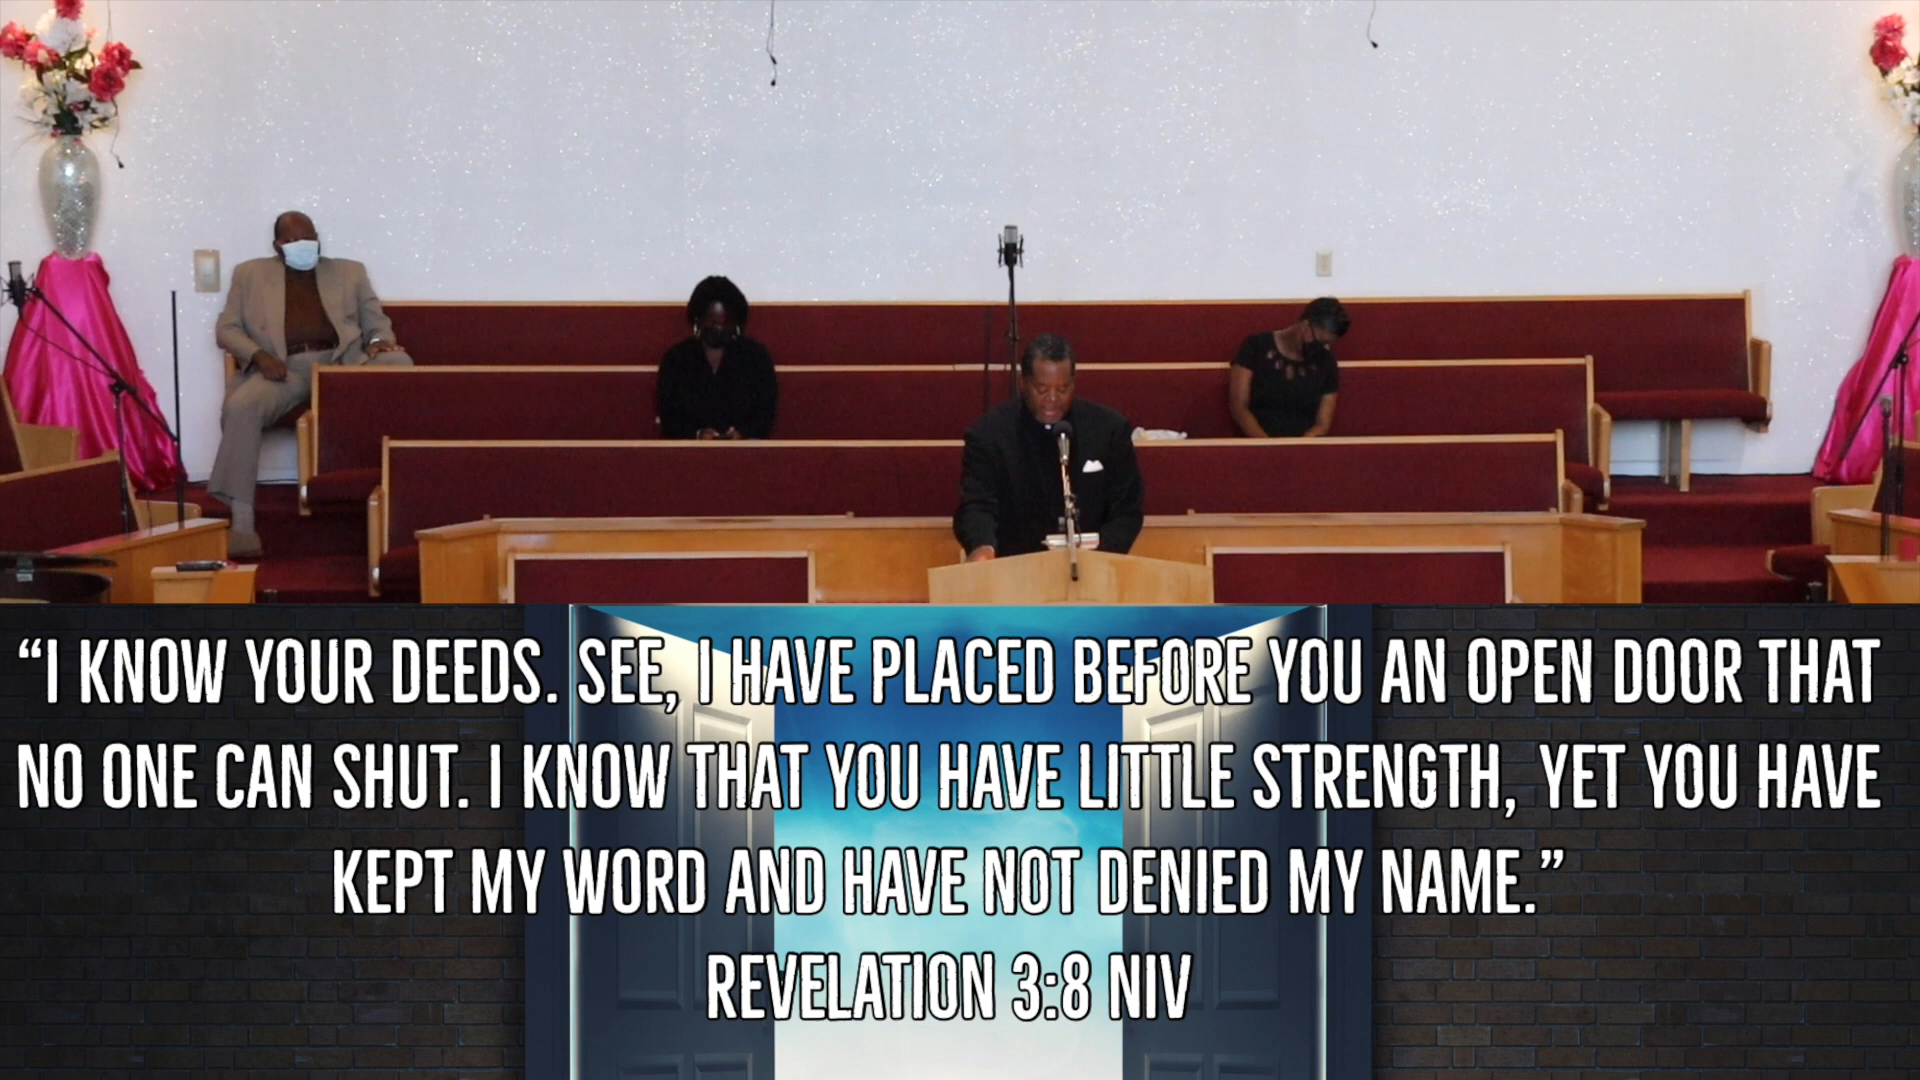 “I KNOW YOUR DEEDS. SEE, I HAVE PLACED BEFORE YOU AN OPEN DOOR THAT
NO ONE CAN SHUT. I KNOW THAT YOU HAVE LITTLE STRENGTH, YET YOU HAVE
KEPT MY WORD AND HAVE NOT DENIED MY NAME.”
REVELATION 3:8 NIV